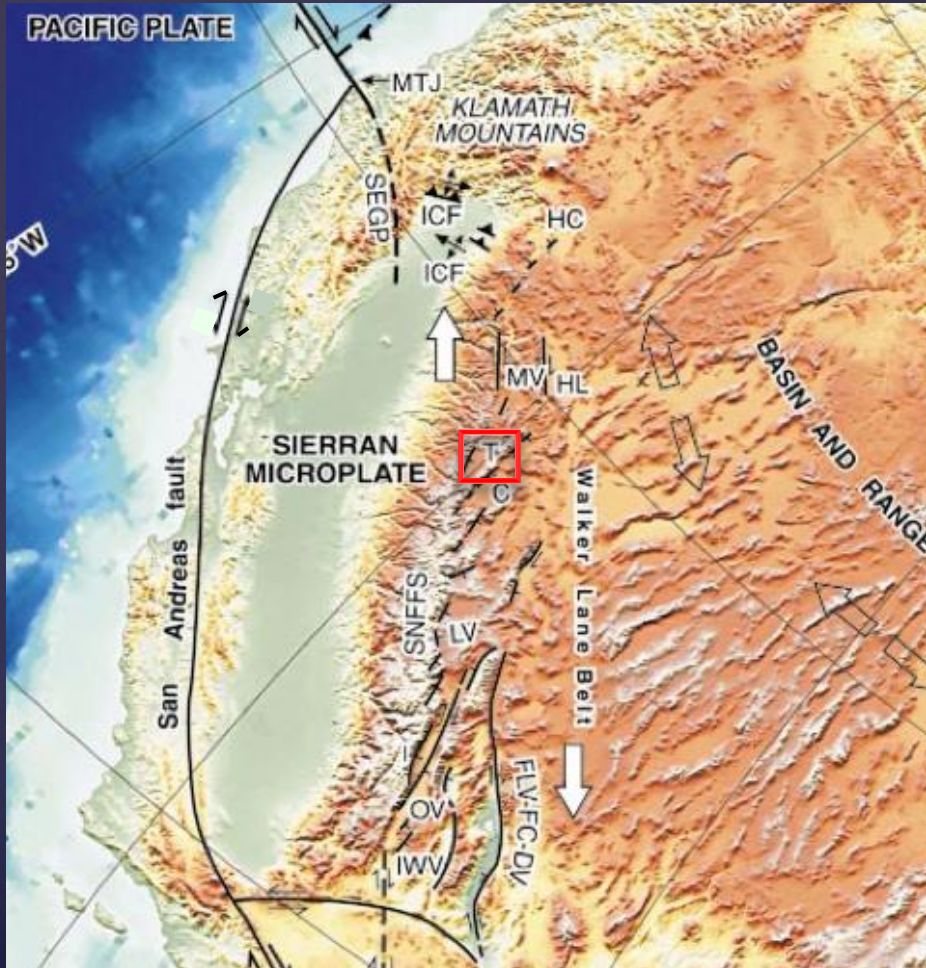 PACIFIC PLATE
MTJ
KLAMATH
MOUNTAINS
SEGP
ICF
HC
ICF
°W
MV
HL
BASIN AND RANGE
SIERRAN
MICROPLATE
T
C
Walker Lane Belt
San Andreas fault
SNFFS
LV
OV
IWV
FLV-FC-DV